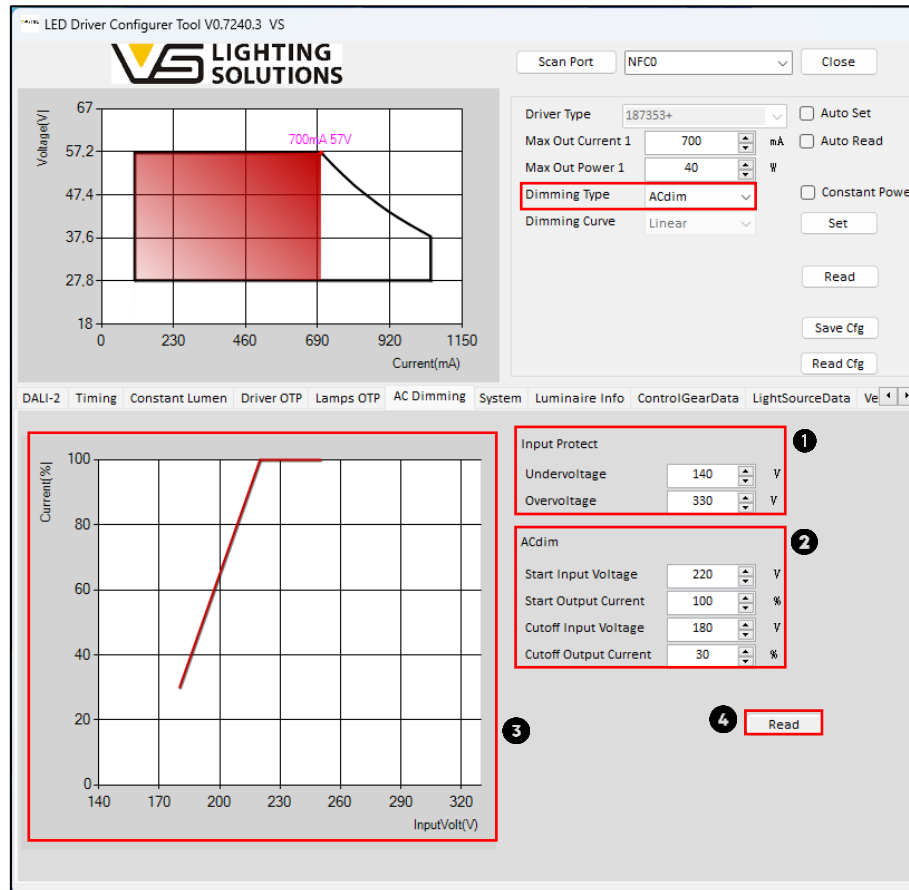 LED Driver Configurer Tool V0.7240.3 VS
VS LIGHTING SOLUTIONS
Scan Port NFC0 Close
Voltage(V)
67
57,2
47,4
37,6
27,8
18
700mA 57V
0 230 460 690 920 1150
Current(mA)
Driver Type 187353+ Auto Set
Max Out Current 1 700 mA Auto Read
Max Out Power 1 40 W
Dimming Type ACdim Constant Powe
Dimming Curve Linear Set
Read
Save Cfg
Read Cfg
DALI-2 Timing Constant Lumen Driver OTP Lamps OTP AC Dimming System Luminaire Info ControlGearData LightSourceData Ve
Current(%)
100
80
60
40
20
0
140 170 200 230 260 290 320
InputVolt(V)
3
Input Protect 1
Undervoltage 140 V
Overvoltage 330 V
ACdim 2
Start Input Voltage 220 V
Start Output Current 100 %
Cutoff Input Voltage 180 V
Cutoff Output Current 30 %
4 Read